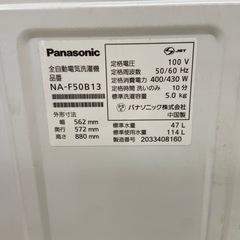 Panasonic
JET
全自動電気洗濯機
品番
NA-F50B13
外形寸法
幅 562 mm
奥行 572 mm
高さ 880 mm
定格電圧 100 V
定格周波数 50/60 Hz
定格消費電力 400/430 W
定格時間 洗いのみ 10 分
標準洗濯容量 5.0 kg
パナソニック株式会社
中国製
標準水量 47 L
標準使用水量 114 L
2033408160